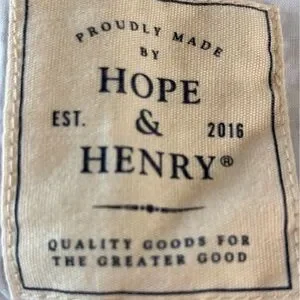 PROUDLY MADE
BY
HOPE
EST. & 2016
HENRY®
QUALITY GOODS FOR
THE GREATER GOOD